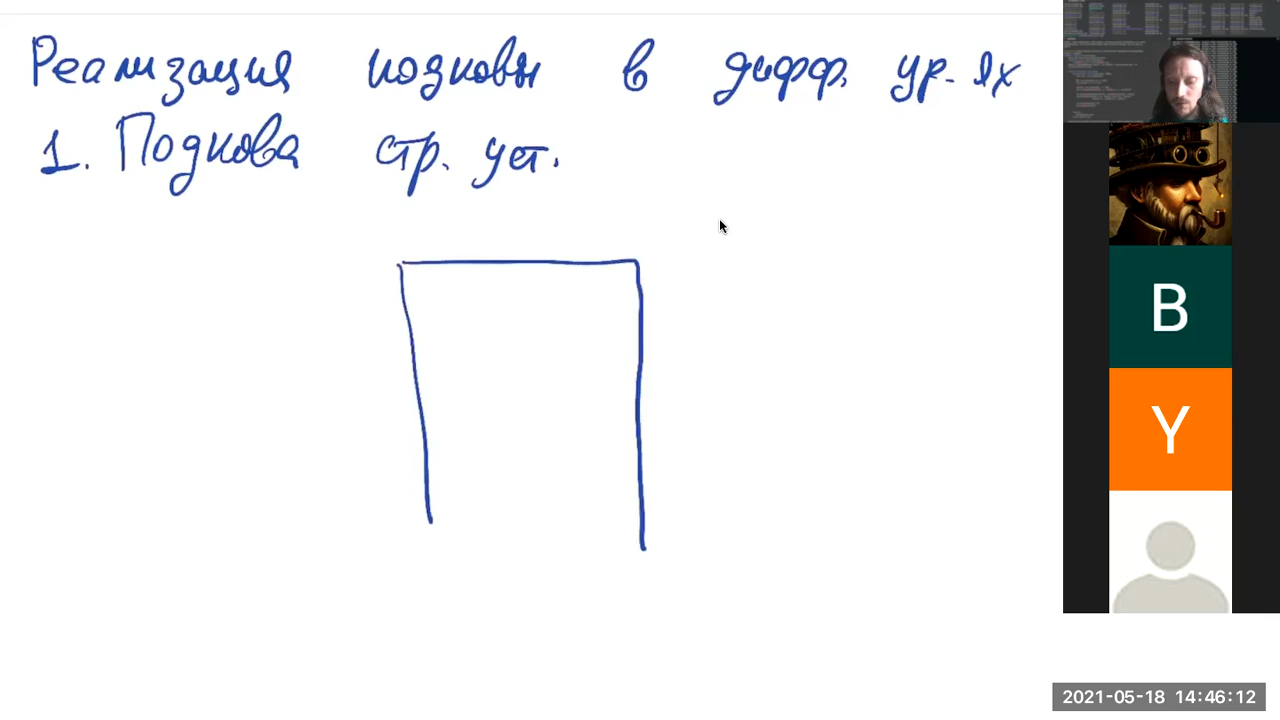 Реализация подковы в дифф. ур-ях
1. Подкова стр. уст.
B
Y
2021-05-18 14:46:12